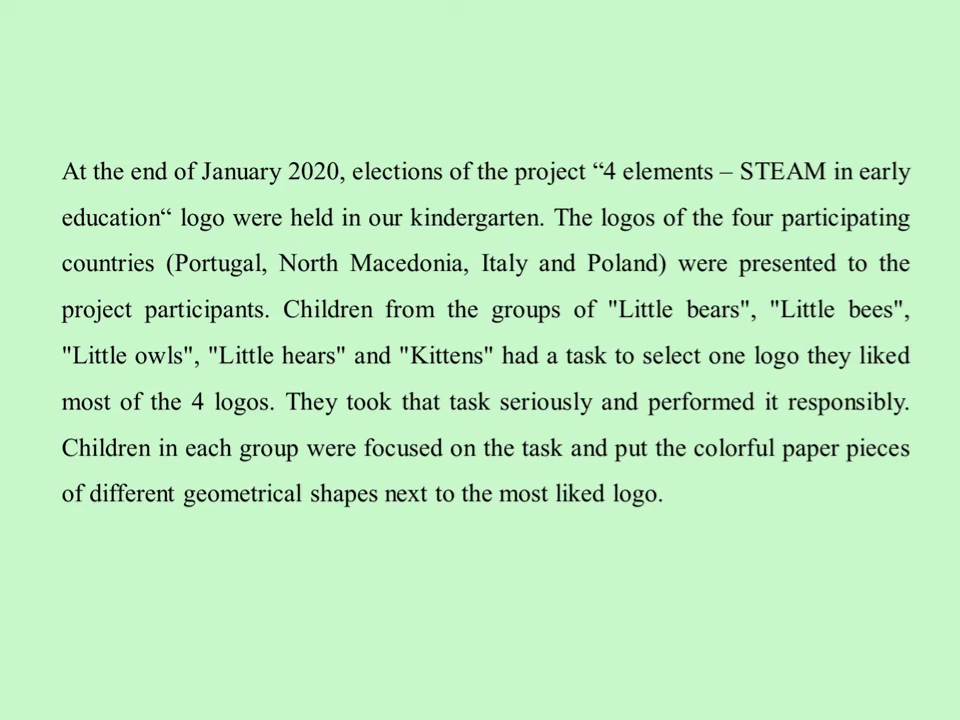 At the end of January 2020, elections of the project “4 elements – STEAM in early
education“ logo were held in our kindergarten. The logos of the four participating
countries (Portugal, North Macedonia, Italy and Poland) were presented to the
project participants. Children from the groups of "Little bears", "Little bees",
"Little owls", "Little hears" and "Kittens" had a task to select one logo they liked
most of the 4 logos. They took that task seriously and performed it responsibly.
Children in each group were focused on the task and put the colorful paper pieces
of different geometrical shapes next to the most liked logo.